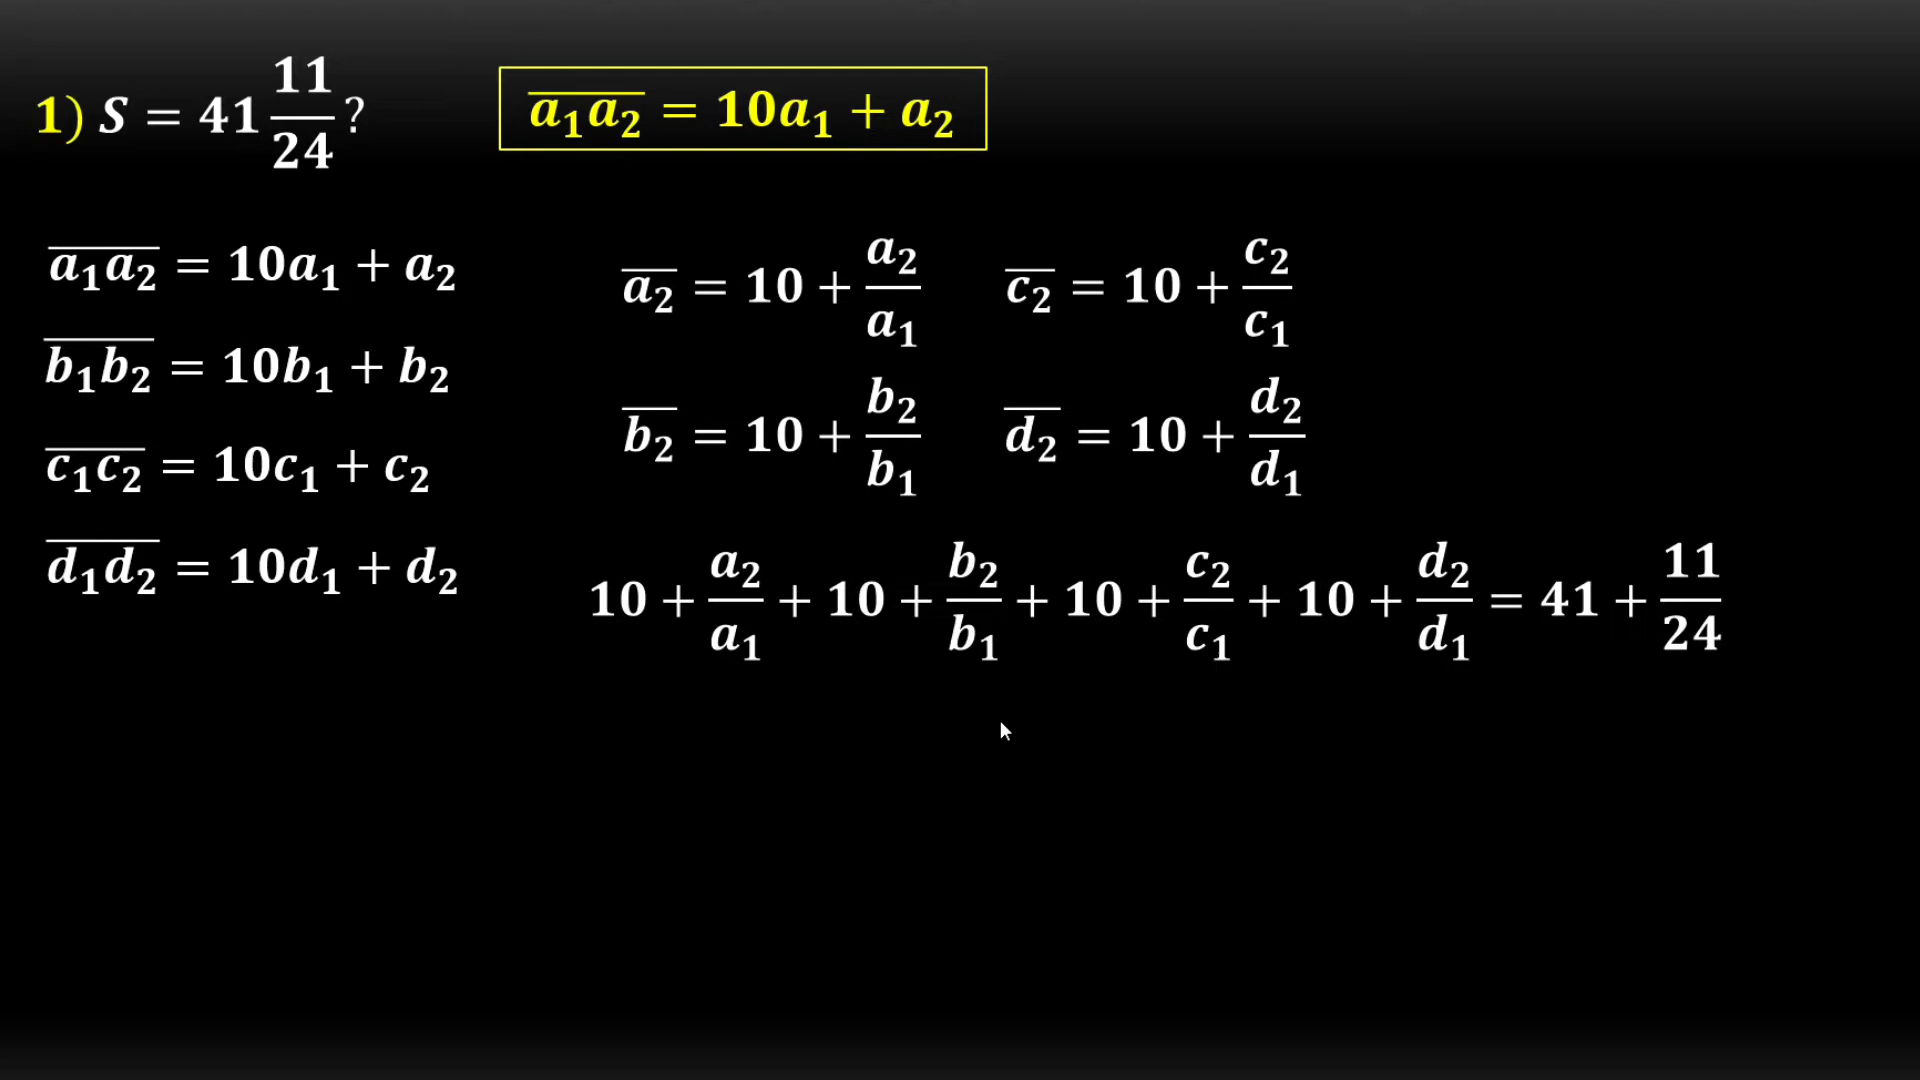 1) S = 41 11/24 ?
a₁a₂ = 10a₁ + a₂
a₁a₂ = 10a₁ + a₂
b₁b₂ = 10b₁ + b₂
c₁c₂ = 10c₁ + c₂
d₁d₂ = 10d₁ + d₂
a₂ = 10 + a₂/a₁
c₂ = 10 + c₂/c₁
b₂ = 10 + b₂/b₁
d₂ = 10 + d₂/d₁
10 + a₂/a₁ + 10 + b₂/b₁ + 10 + c₂/c₁ + 10 + d₂/d₁ = 41 + 11/24